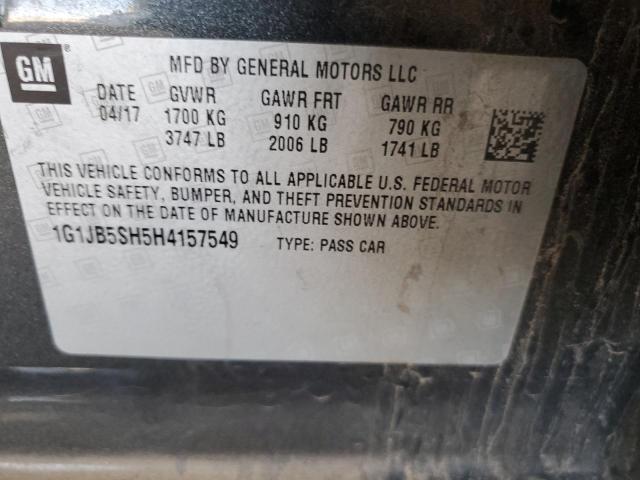 GM
MFD BY GENERAL MOTORS LLC
DATE GVWR GAWR FRT GAWR RR
04/17 1700 KG 910 KG 790 KG
3747 LB 2006 LB 1741 LB
THIS VEHICLE CONFORMS TO ALL APPLICABLE U.S. FEDERAL MOTOR
VEHICLE SAFETY, BUMPER, AND THEFT PREVENTION STANDARDS IN
EFFECT ON THE DATE OF MANUFACTURE SHOWN ABOVE.
1G1JB5SH5H4157549 TYPE: PASS CAR